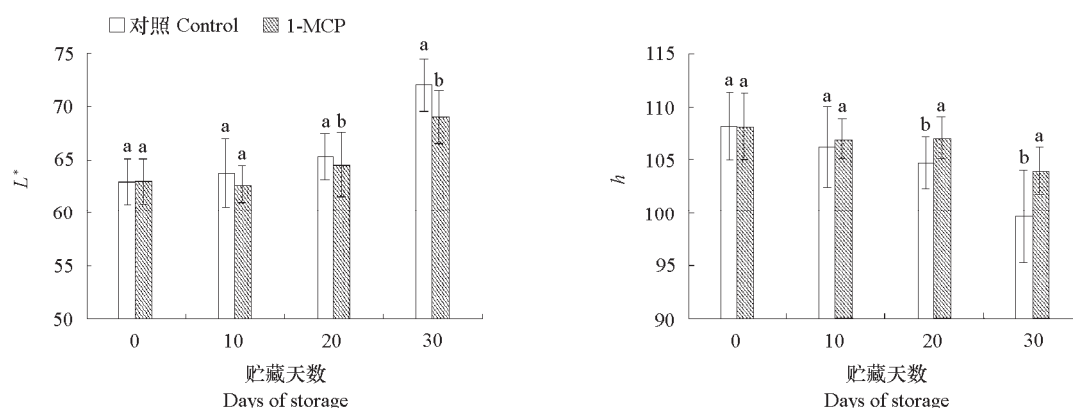 对照 Control 1-MCP
75
70
65
60
55
50
L*
a a a a a b a b
0 10 20 30
贮藏天数
Days of storage
115
110
105
100
95
90
h
a a a a b a b a
0 10 20 30
贮藏天数
Days of storage